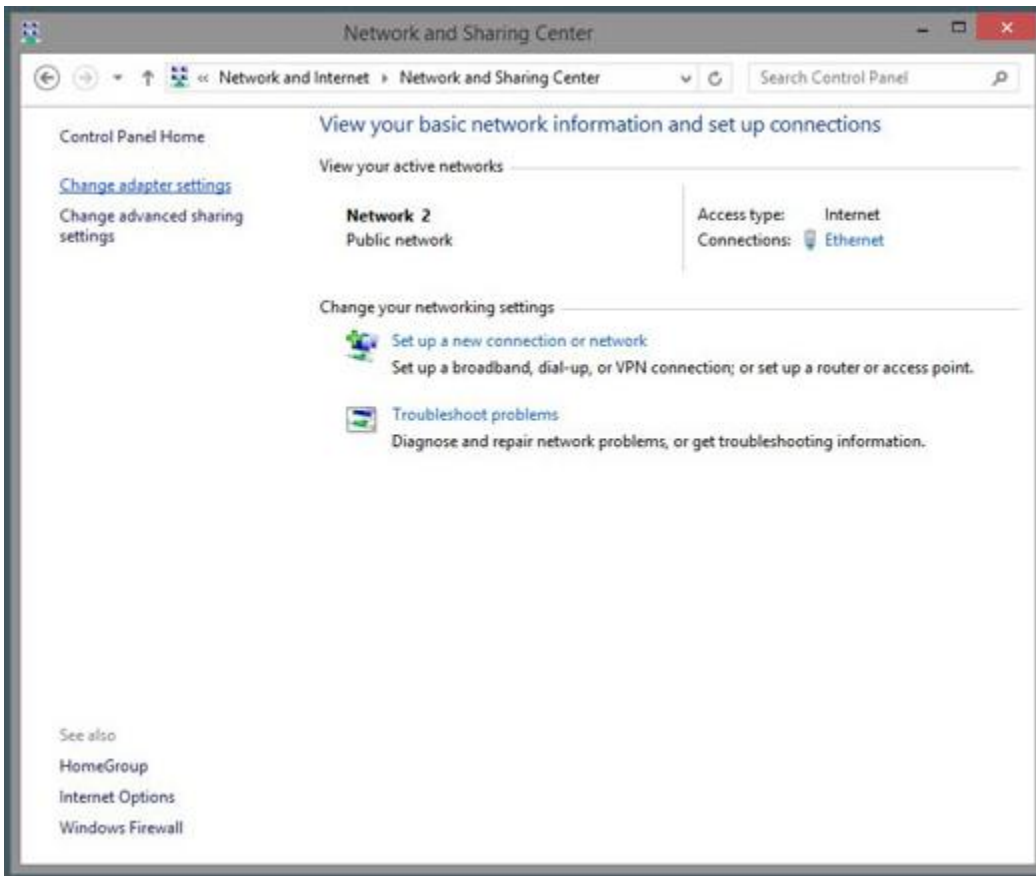 Network and Sharing Center
« Network and Internet ▸ Network and Sharing Center
Search Control Panel
Control Panel Home
Change adapter settings
Change advanced sharing
settings
View your basic network information and set up connections
View your active networks
Network 2
Public network
Access type: Internet
Connections: Ethernet
Change your networking settings
Set up a new connection or network
Set up a broadband, dial-up, or VPN connection; or set up a router or access point.
Troubleshoot problems
Diagnose and repair network problems, or get troubleshooting information.
See also
HomeGroup
Internet Options
Windows Firewall